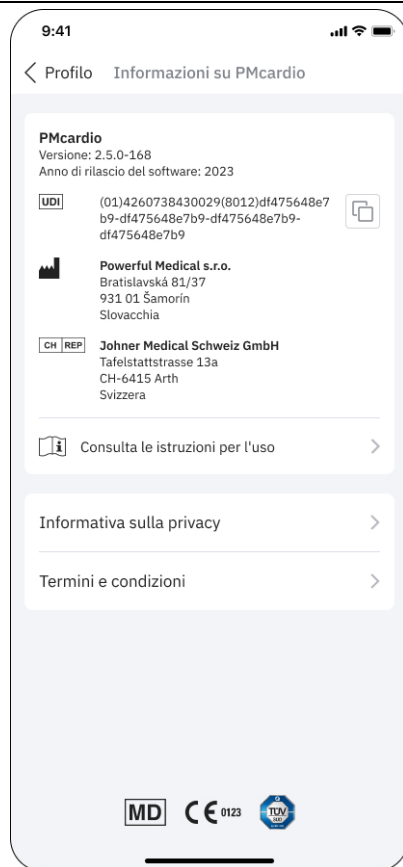 9:41
Profilo Informazioni su PMcardio
PMcardio
Versione: 2.5.0-168
Anno di rilascio del software: 2023
UDI (01)4260738430029(8012)df475648e7
b9-df475648e7b9-df475648e7b9-
df475648e7b9
Powerful Medical s.r.o.
Bratislavská 81/37
931 01 Šamorín
Slovacchia
CH REP Johner Medical Schweiz GmbH
Tafelstattstrasse 13a
CH-6415 Arth
Svizzera
Consulta le istruzioni per l'uso
Informativa sulla privacy
Termini e condizioni
MD CE 0123 TÜV SÜD